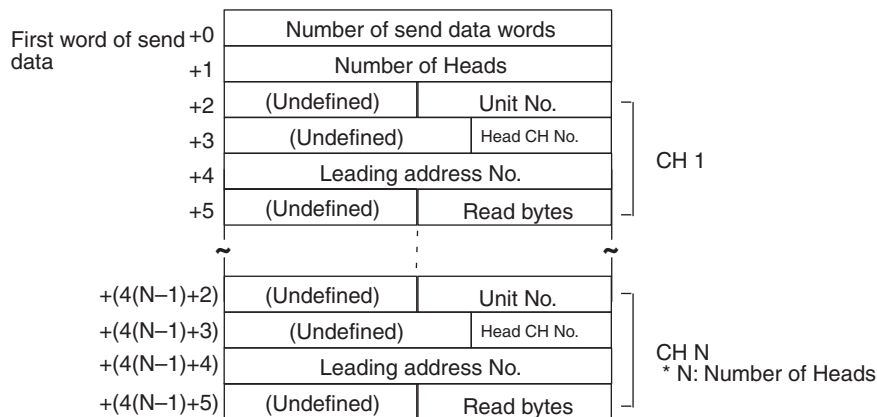 First word of send data
+0 Number of send data words
+1 Number of Heads
+2 (Undefined) Unit No.
+3 (Undefined) Head CH No.
+4 Leading address No.
+5 (Undefined) Read bytes
CH 1
~ ~
+(4(N–1)+2) (Undefined) Unit No.
+(4(N–1)+3) (Undefined) Head CH No.
+(4(N–1)+4) Leading address No.
+(4(N–1)+5) (Undefined) Read bytes
CH N
* N: Number of Heads